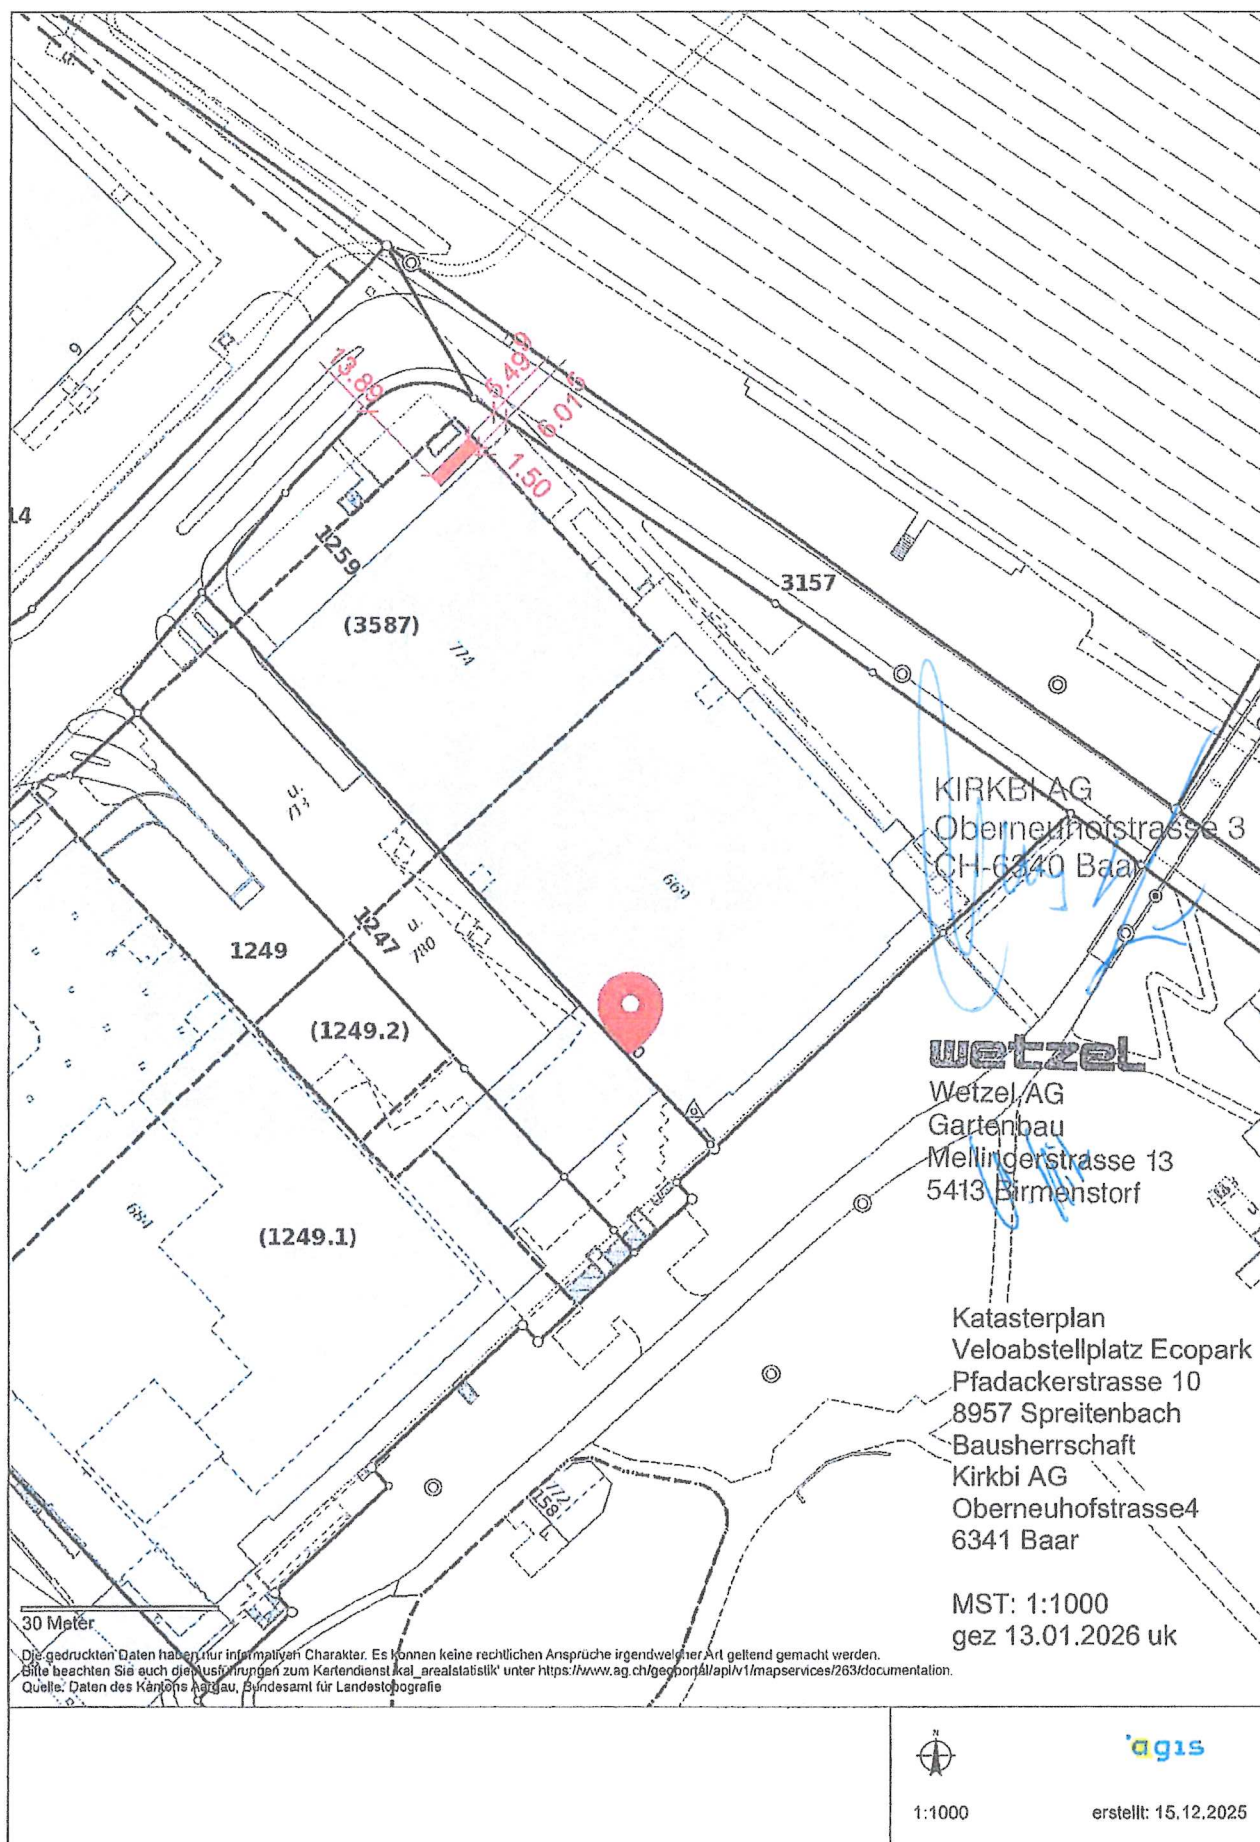 9
13.89
5.499
6.015
1.50
14
1259
3157
(3587)
774
713
KIRKBI AG
Oberneuhofstrasse 3
CH-6340 Baar
669
1247
780
1249
(1249.2)
wetzel
Wetzel AG
Gartenbau
Mellingerstrasse 13
5413 Birmenstorf
684
(1249.1)
Katasterplan
Veloabstellplatz Ecopark
Pfadackerstrasse 10
8957 Spreitenbach
Bausherrschaft
Kirkbi AG
Oberneuhofstrasse4
6341 Baar
772
158
MST: 1:1000
gez 13.01.2026 uk
30 Meter
Die gedruckten Daten haben nur informativen Charakter. Es können keine rechtlichen Ansprüche irgendwelcher Art geltend gemacht werden.
Bitte beachten Sie auch die Ausführungen zum Kartendienst 'kal_arealstatistik' unter https://www.ag.ch/geoportal/api/v1/mapservices/263/documentation.
Quelle: Daten des Kantons Aargau, Bundesamt für Landestopografie
N
agis
1:1000
erstellt: 15.12.2025